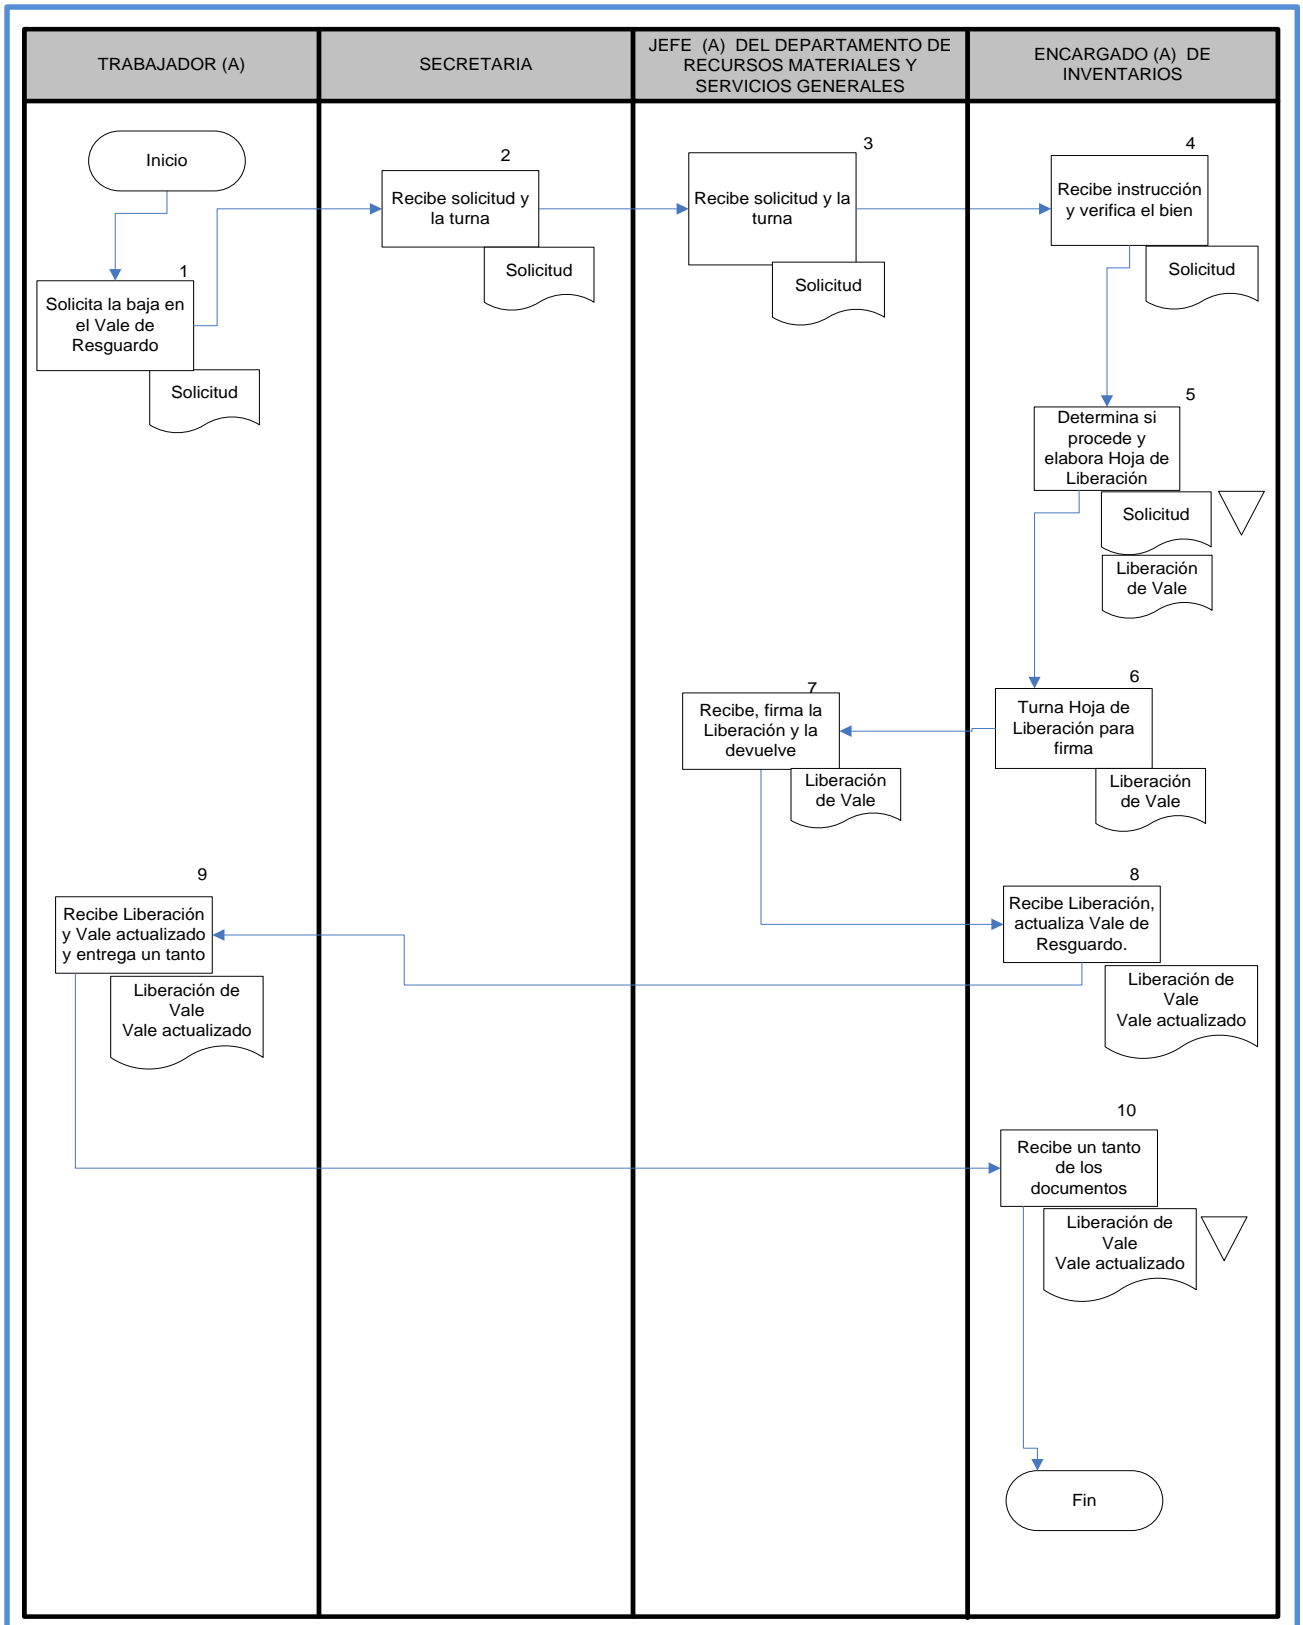 TRABAJADOR (A)
SECRETARIA
JEFE (A) DEL DEPARTAMENTO DE
RECURSOS MATERIALES Y
SERVICIOS GENERALES
ENCARGADO (A) DE
INVENTARIOS
Inicio
1
Solicita la baja en
el Vale de
Resguardo
Solicitud
2
Recibe solicitud y
la turna
Solicitud
3
Recibe solicitud y la
turna
Solicitud
4
Recibe instrucción
y verifica el bien
Solicitud
5
Determina si
procede y
elabora Hoja de
Liberación
Solicitud
Liberación
de Vale
6
Turna Hoja de
Liberación para
firma
Liberación
de Vale
7
Recibe, firma la
Liberación y la
devuelve
Liberación
de Vale
8
Recibe Liberación,
actualiza Vale de
Resguardo.
Liberación de
Vale
Vale actualizado
9
Recibe Liberación
y Vale actualizado
y entrega un tanto
Liberación de
Vale
Vale actualizado
10
Recibe un tanto
de los
documentos
Liberación de
Vale
Vale actualizado
Fin